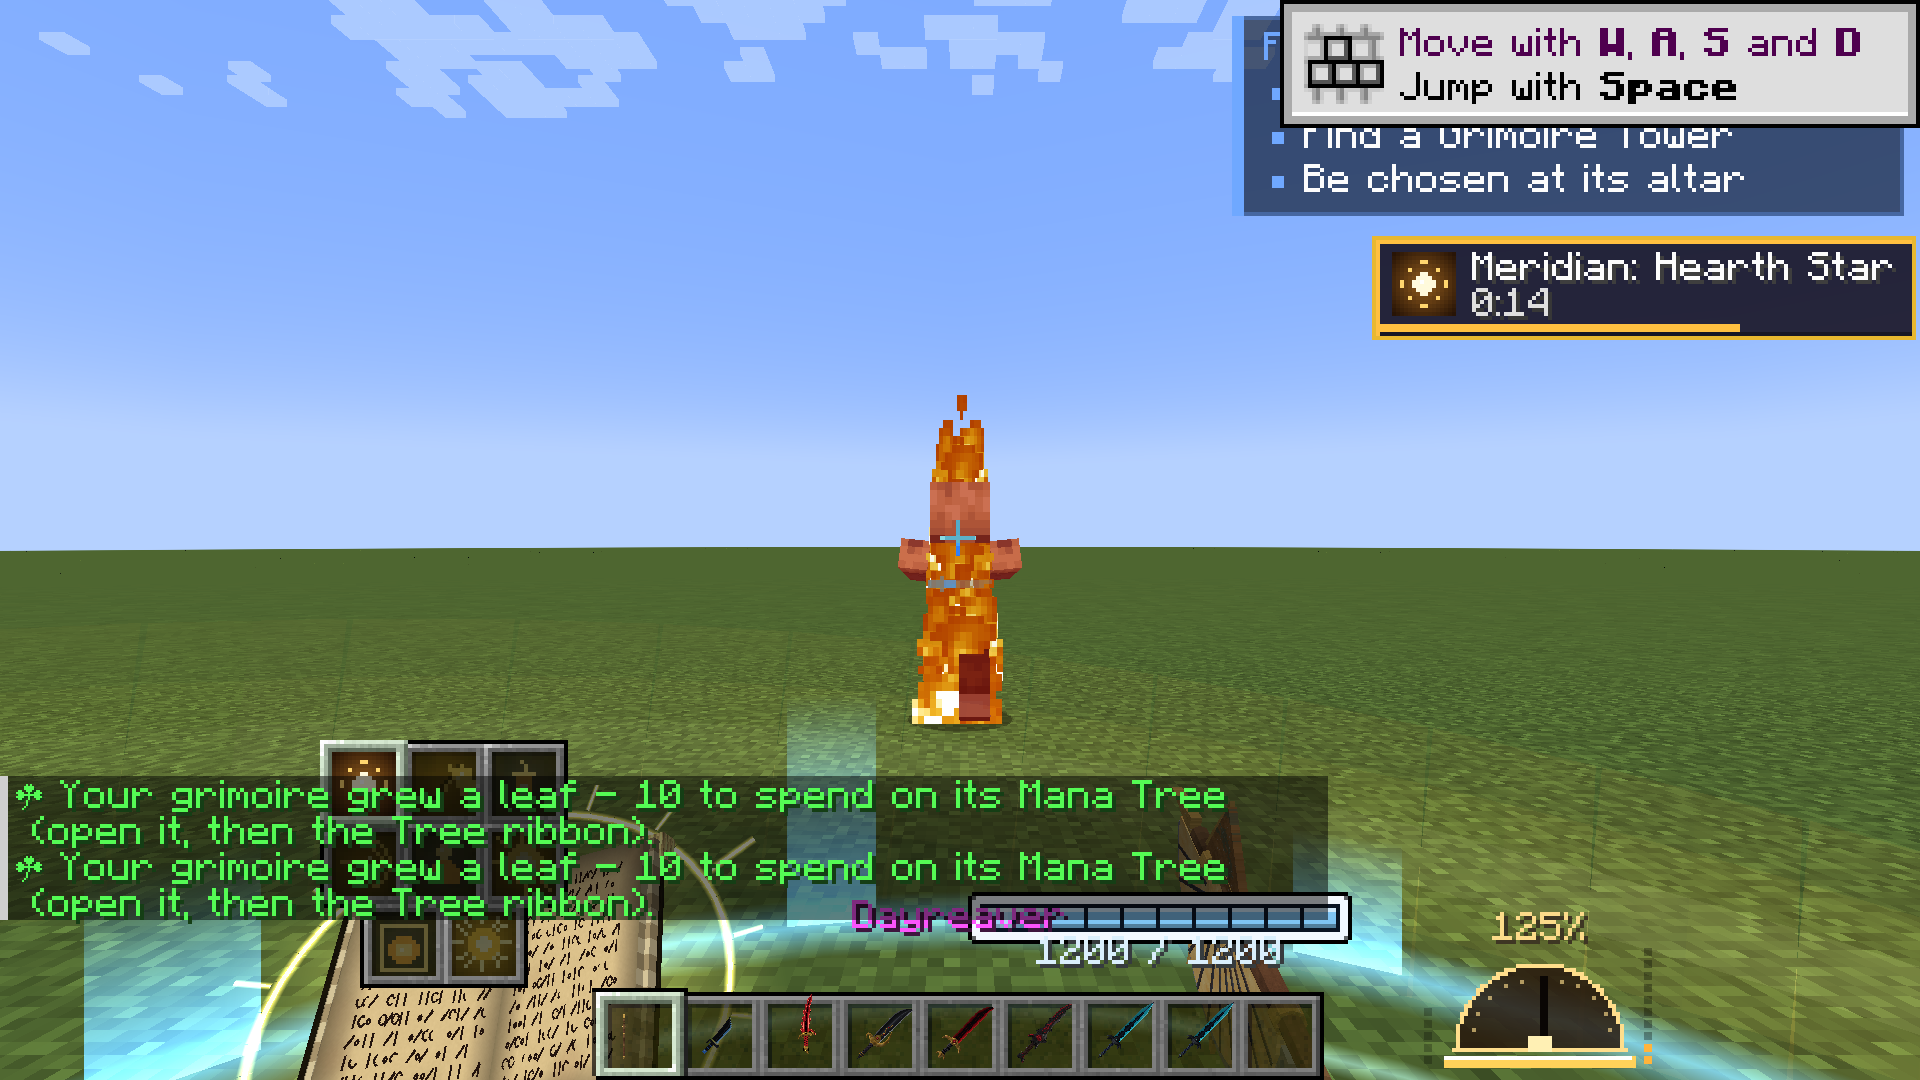 Move with W, A, S and D
Jump with Space
F
Find a Grimoire Tower
Be chosen at its altar
Meridian: Hearth Star
0:14
☘ Your grimoire grew a leaf – 10 to spend on its Mana Tree
(open it, then the Tree ribbon).
☘ Your grimoire grew a leaf – 10 to spend on its Mana Tree
(open it, then the Tree ribbon).
Dayreaver
1200 / 1200
125%